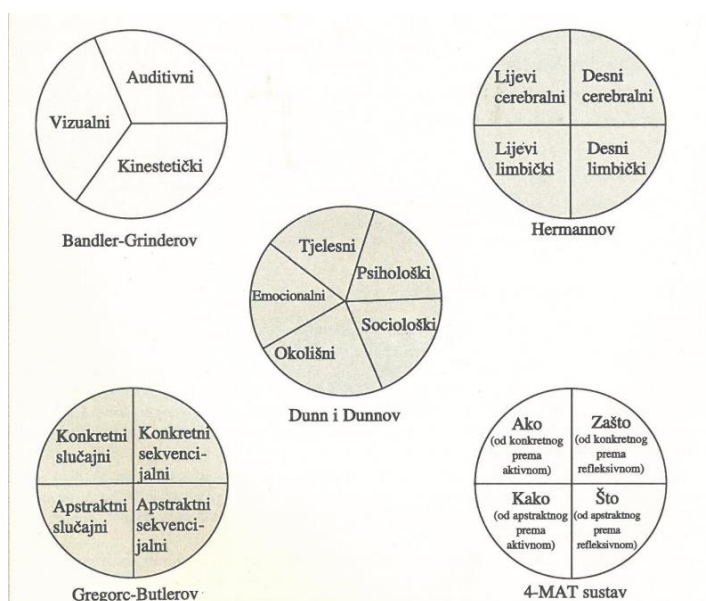 Auditivni
Vizualni
Kinestetički
Bandler-Grinderov
Lijevi
cerebralni
Desni
cerebralni
Lijevi
limbički
Desni
limbički
Hermannov
Tjelesni
Psihološki
Emocionalni
Sociološki
Okolišni
Dunn i Dunnov
Konkretni
slučajni
Konkretni
sekvenci-
jalni
Apstraktni
slučajni
Apstraktni
sekvenci-
jalni
Gregorc-Butlerov
Ako
(od konkretnog
prema
aktivnom)
Zašto
(od konkretnog
prema
refleksivnom)
Kako
(od apstraktnog
prema
aktivnom)
Što
(od apstraktnog
prema
refleksivnom)
4-MAT sustav